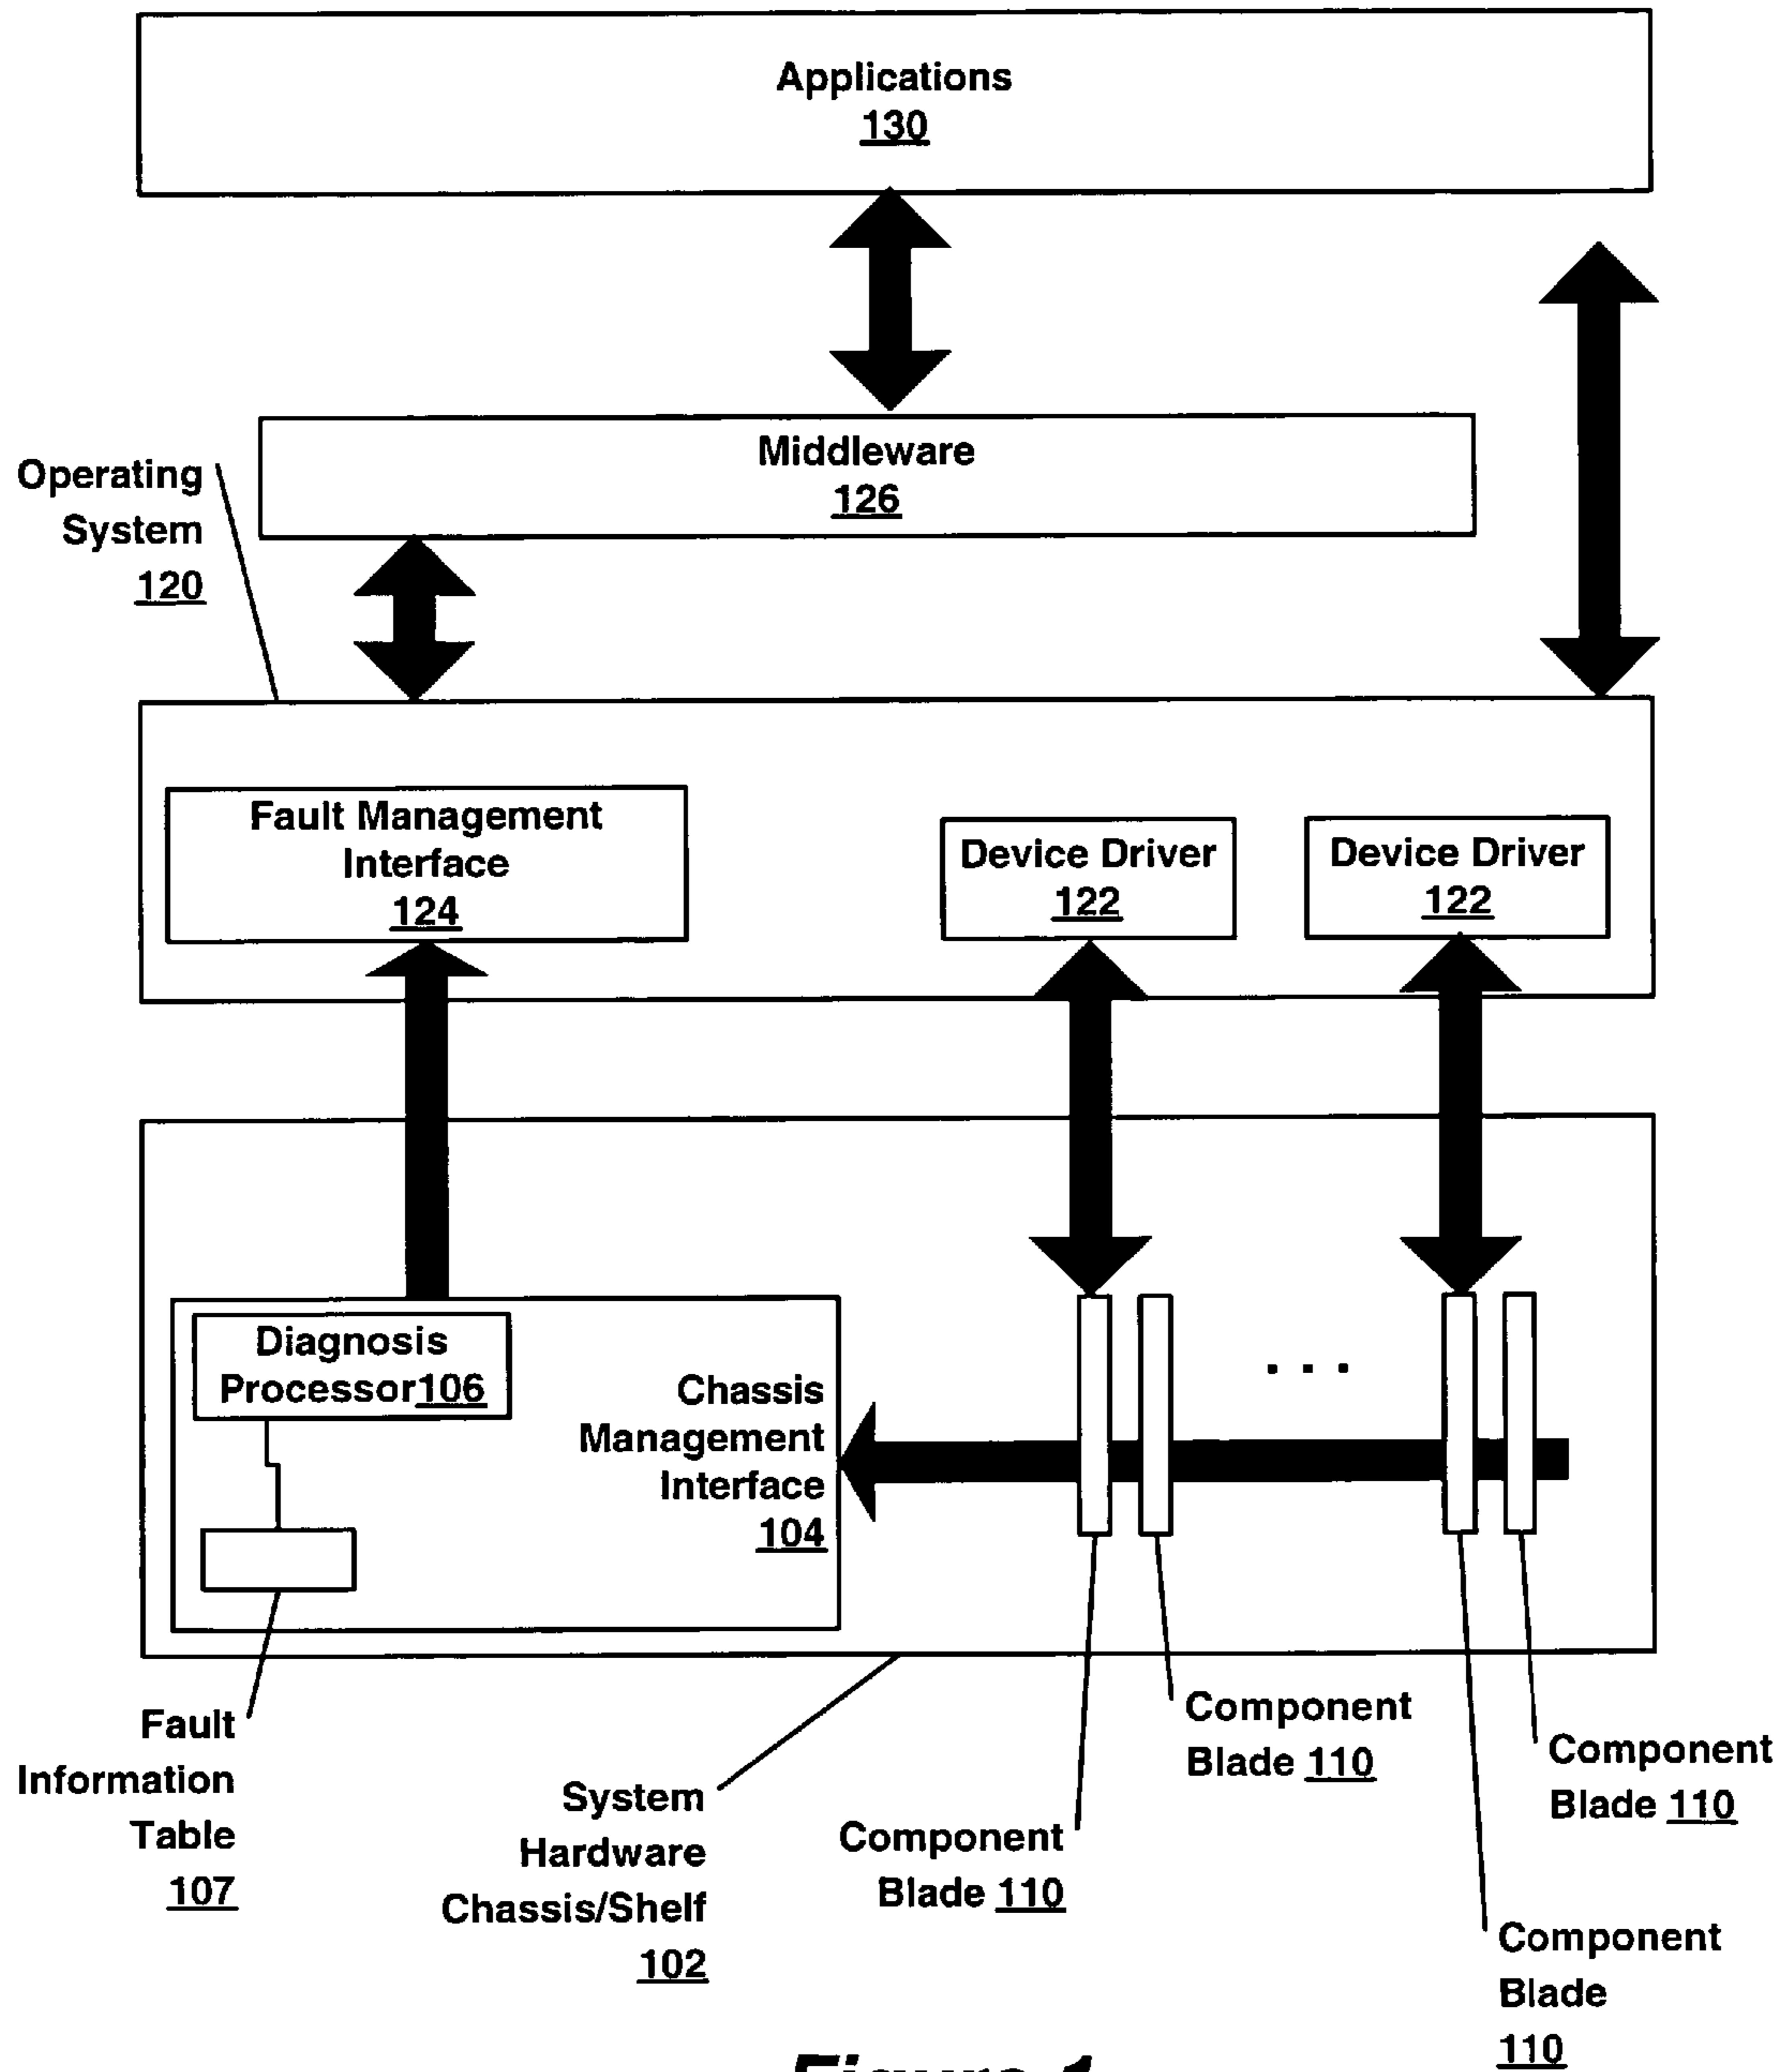 Applications
130
Middleware
126
Operating
System
120
Fault Management
Interface
124
Device Driver
122
Device Driver
122
Diagnosis
Processor106
Chassis
Management
Interface
104
. . .
Fault
Information
Table
107
System
Hardware
Chassis/Shelf
102
Component
Blade 110
Component
Blade 110
Component
Blade 110
Component
Blade
110
Figure 1